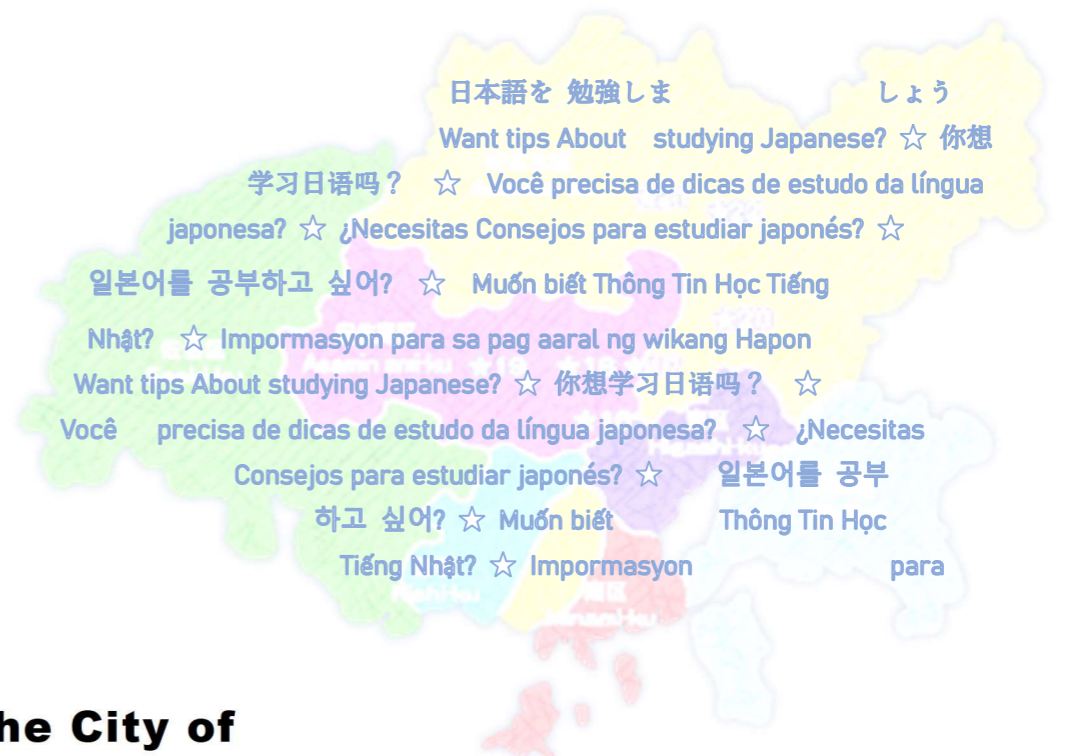 日本語を 勉強しま しょう
Want tips About studying Japanese? ☆ 你想
学习日语吗？ ☆ Você precisa de dicas de estudo da língua
japonesa? ☆ ¿Necesitas Consejos para estudiar japonés? ☆
일본어를 공부하고 싶어? ☆ Muốn biết Thông Tin Học Tiếng
Nhật? ☆ Impormasyon para sa pag aaral ng wikang Hapon
Want tips About studying Japanese? ☆ 你想学习日语吗？ ☆
Você precisa de dicas de estudo da língua japonesa? ☆ ¿Necesitas
Consejos para estudiar japonés? ☆ 일본어를 공부
하고 싶어? ☆ Muốn biết Thông Tin Học
Tiếng Nhật? ☆ Impormasyon para
he City of